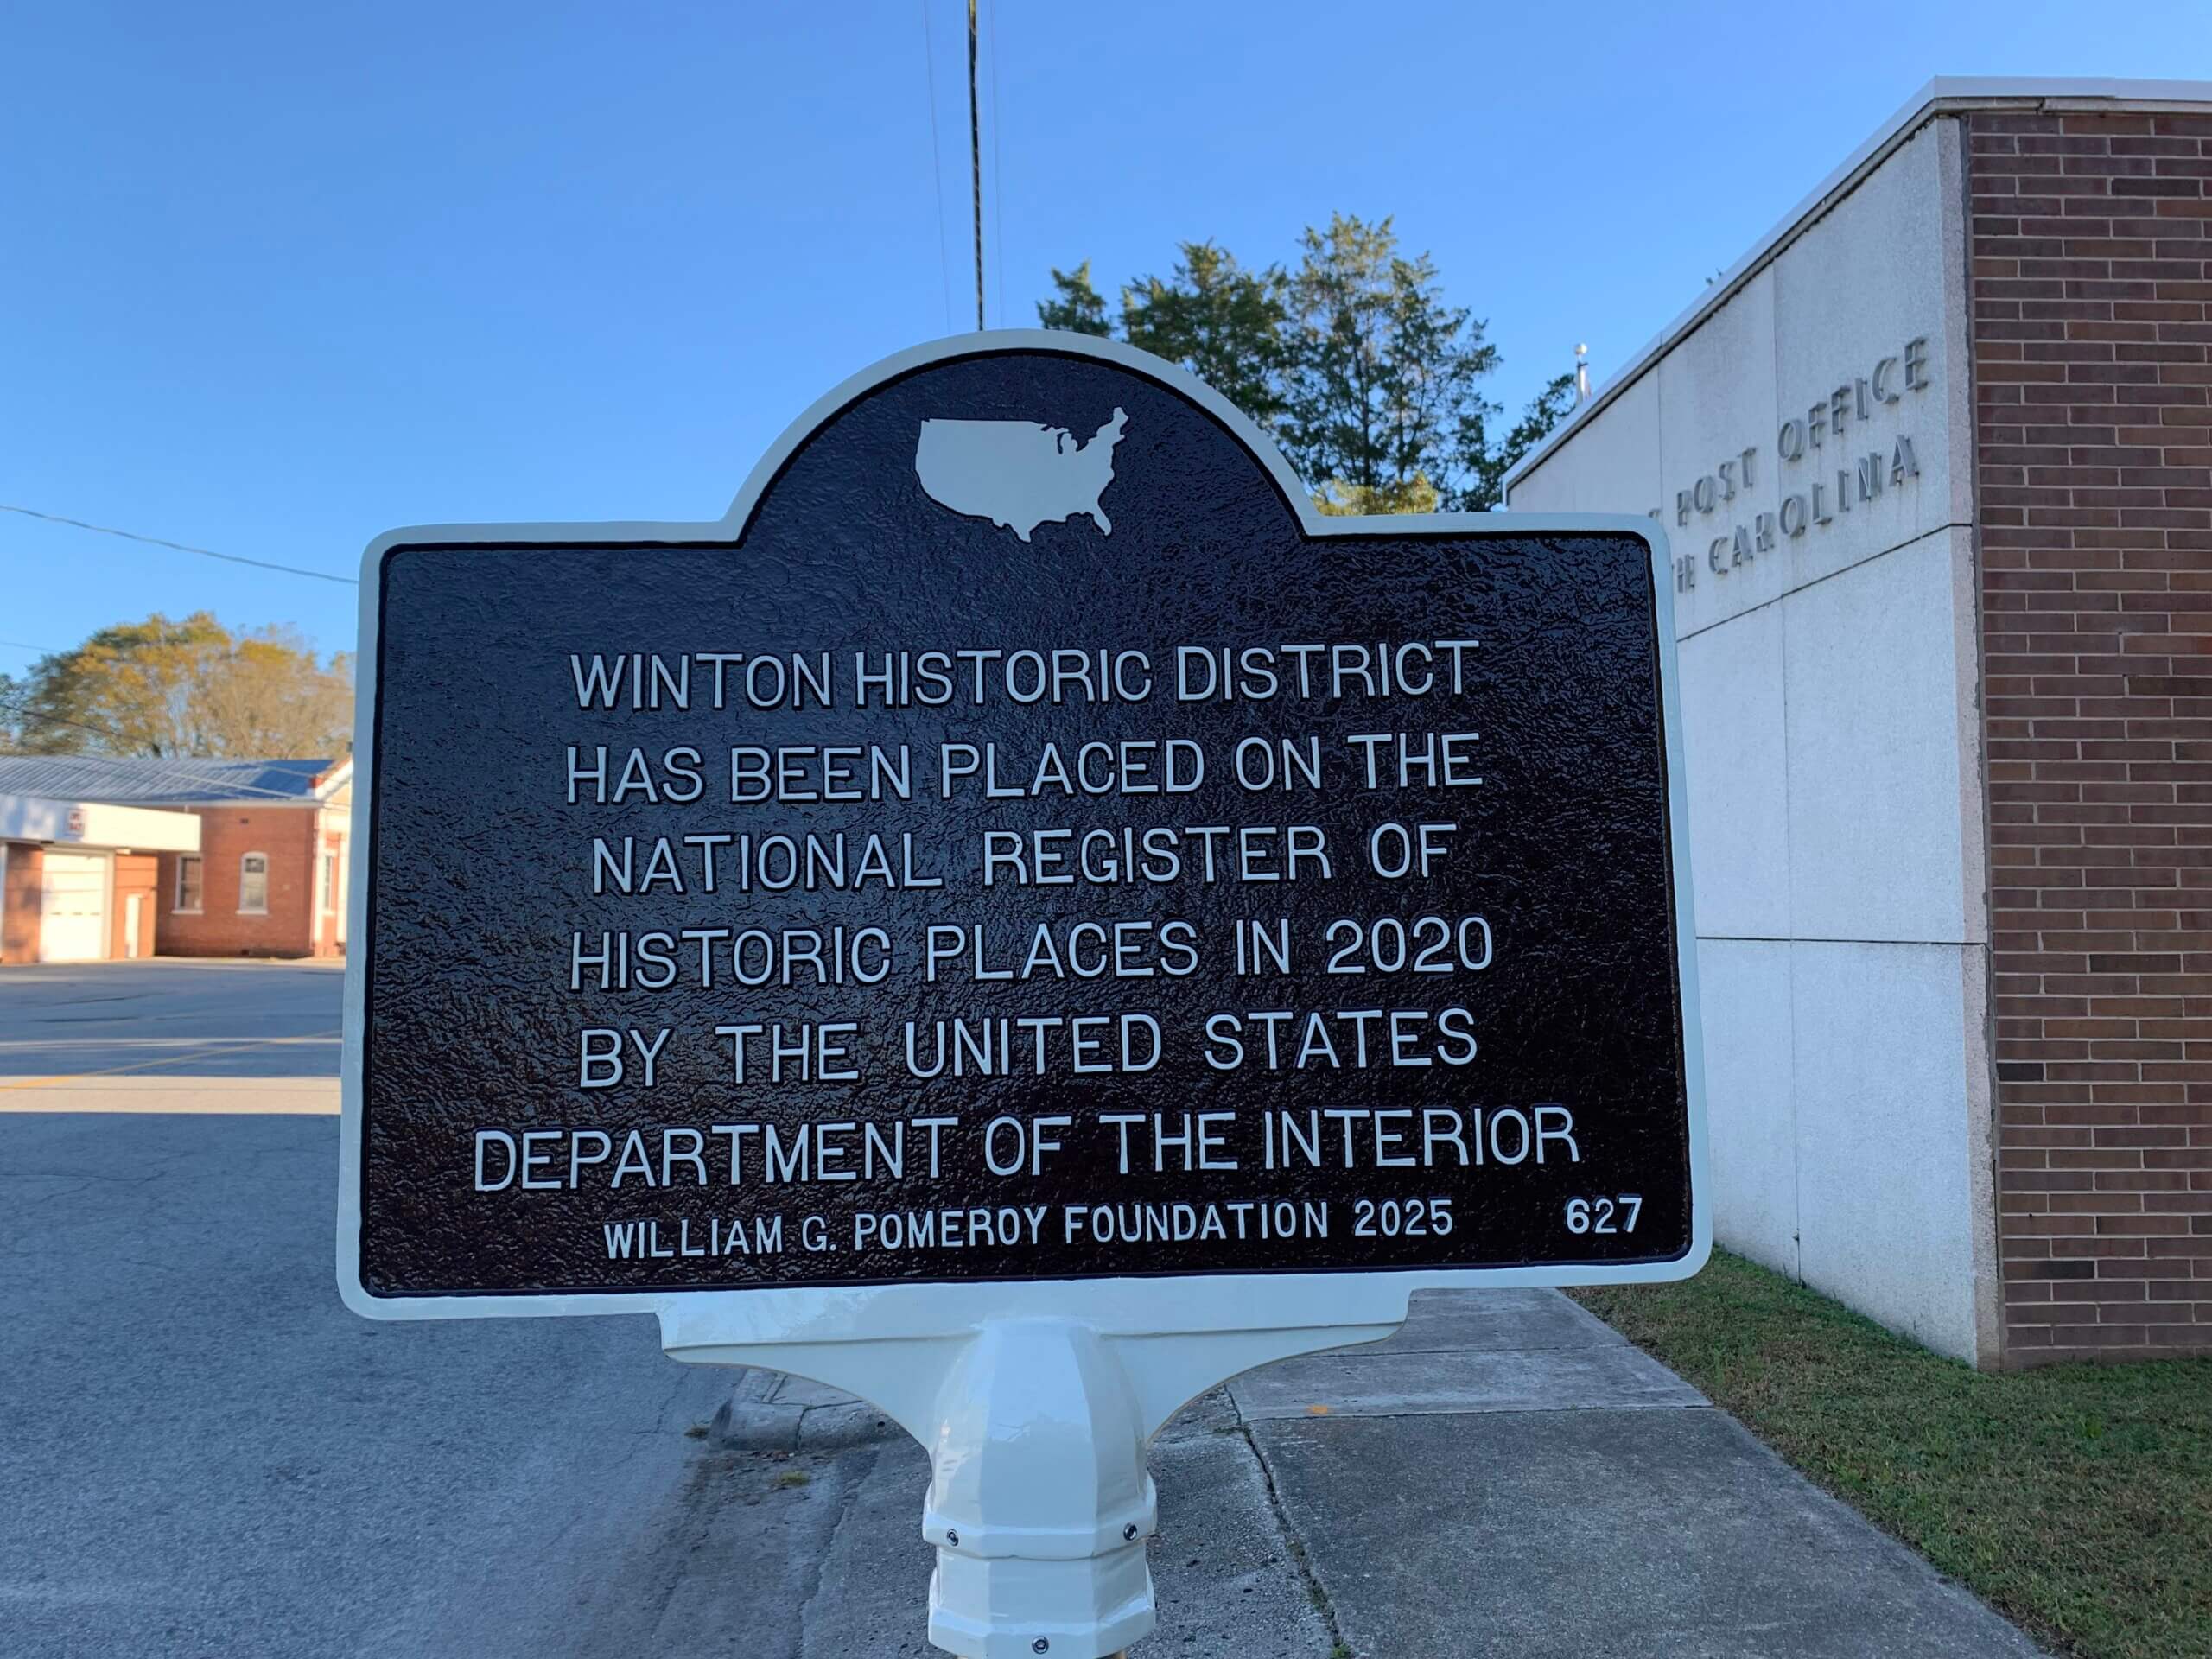 WINTON HISTORIC DISTRICT
HAS BEEN PLACED ON THE
NATIONAL REGISTER OF
HISTORIC PLACES IN 2020
BY THE UNITED STATES
DEPARTMENT OF THE INTERIOR
WILLIAM G. POMEROY FOUNDATION 2025 627
POST OFFICE
CAROLINA